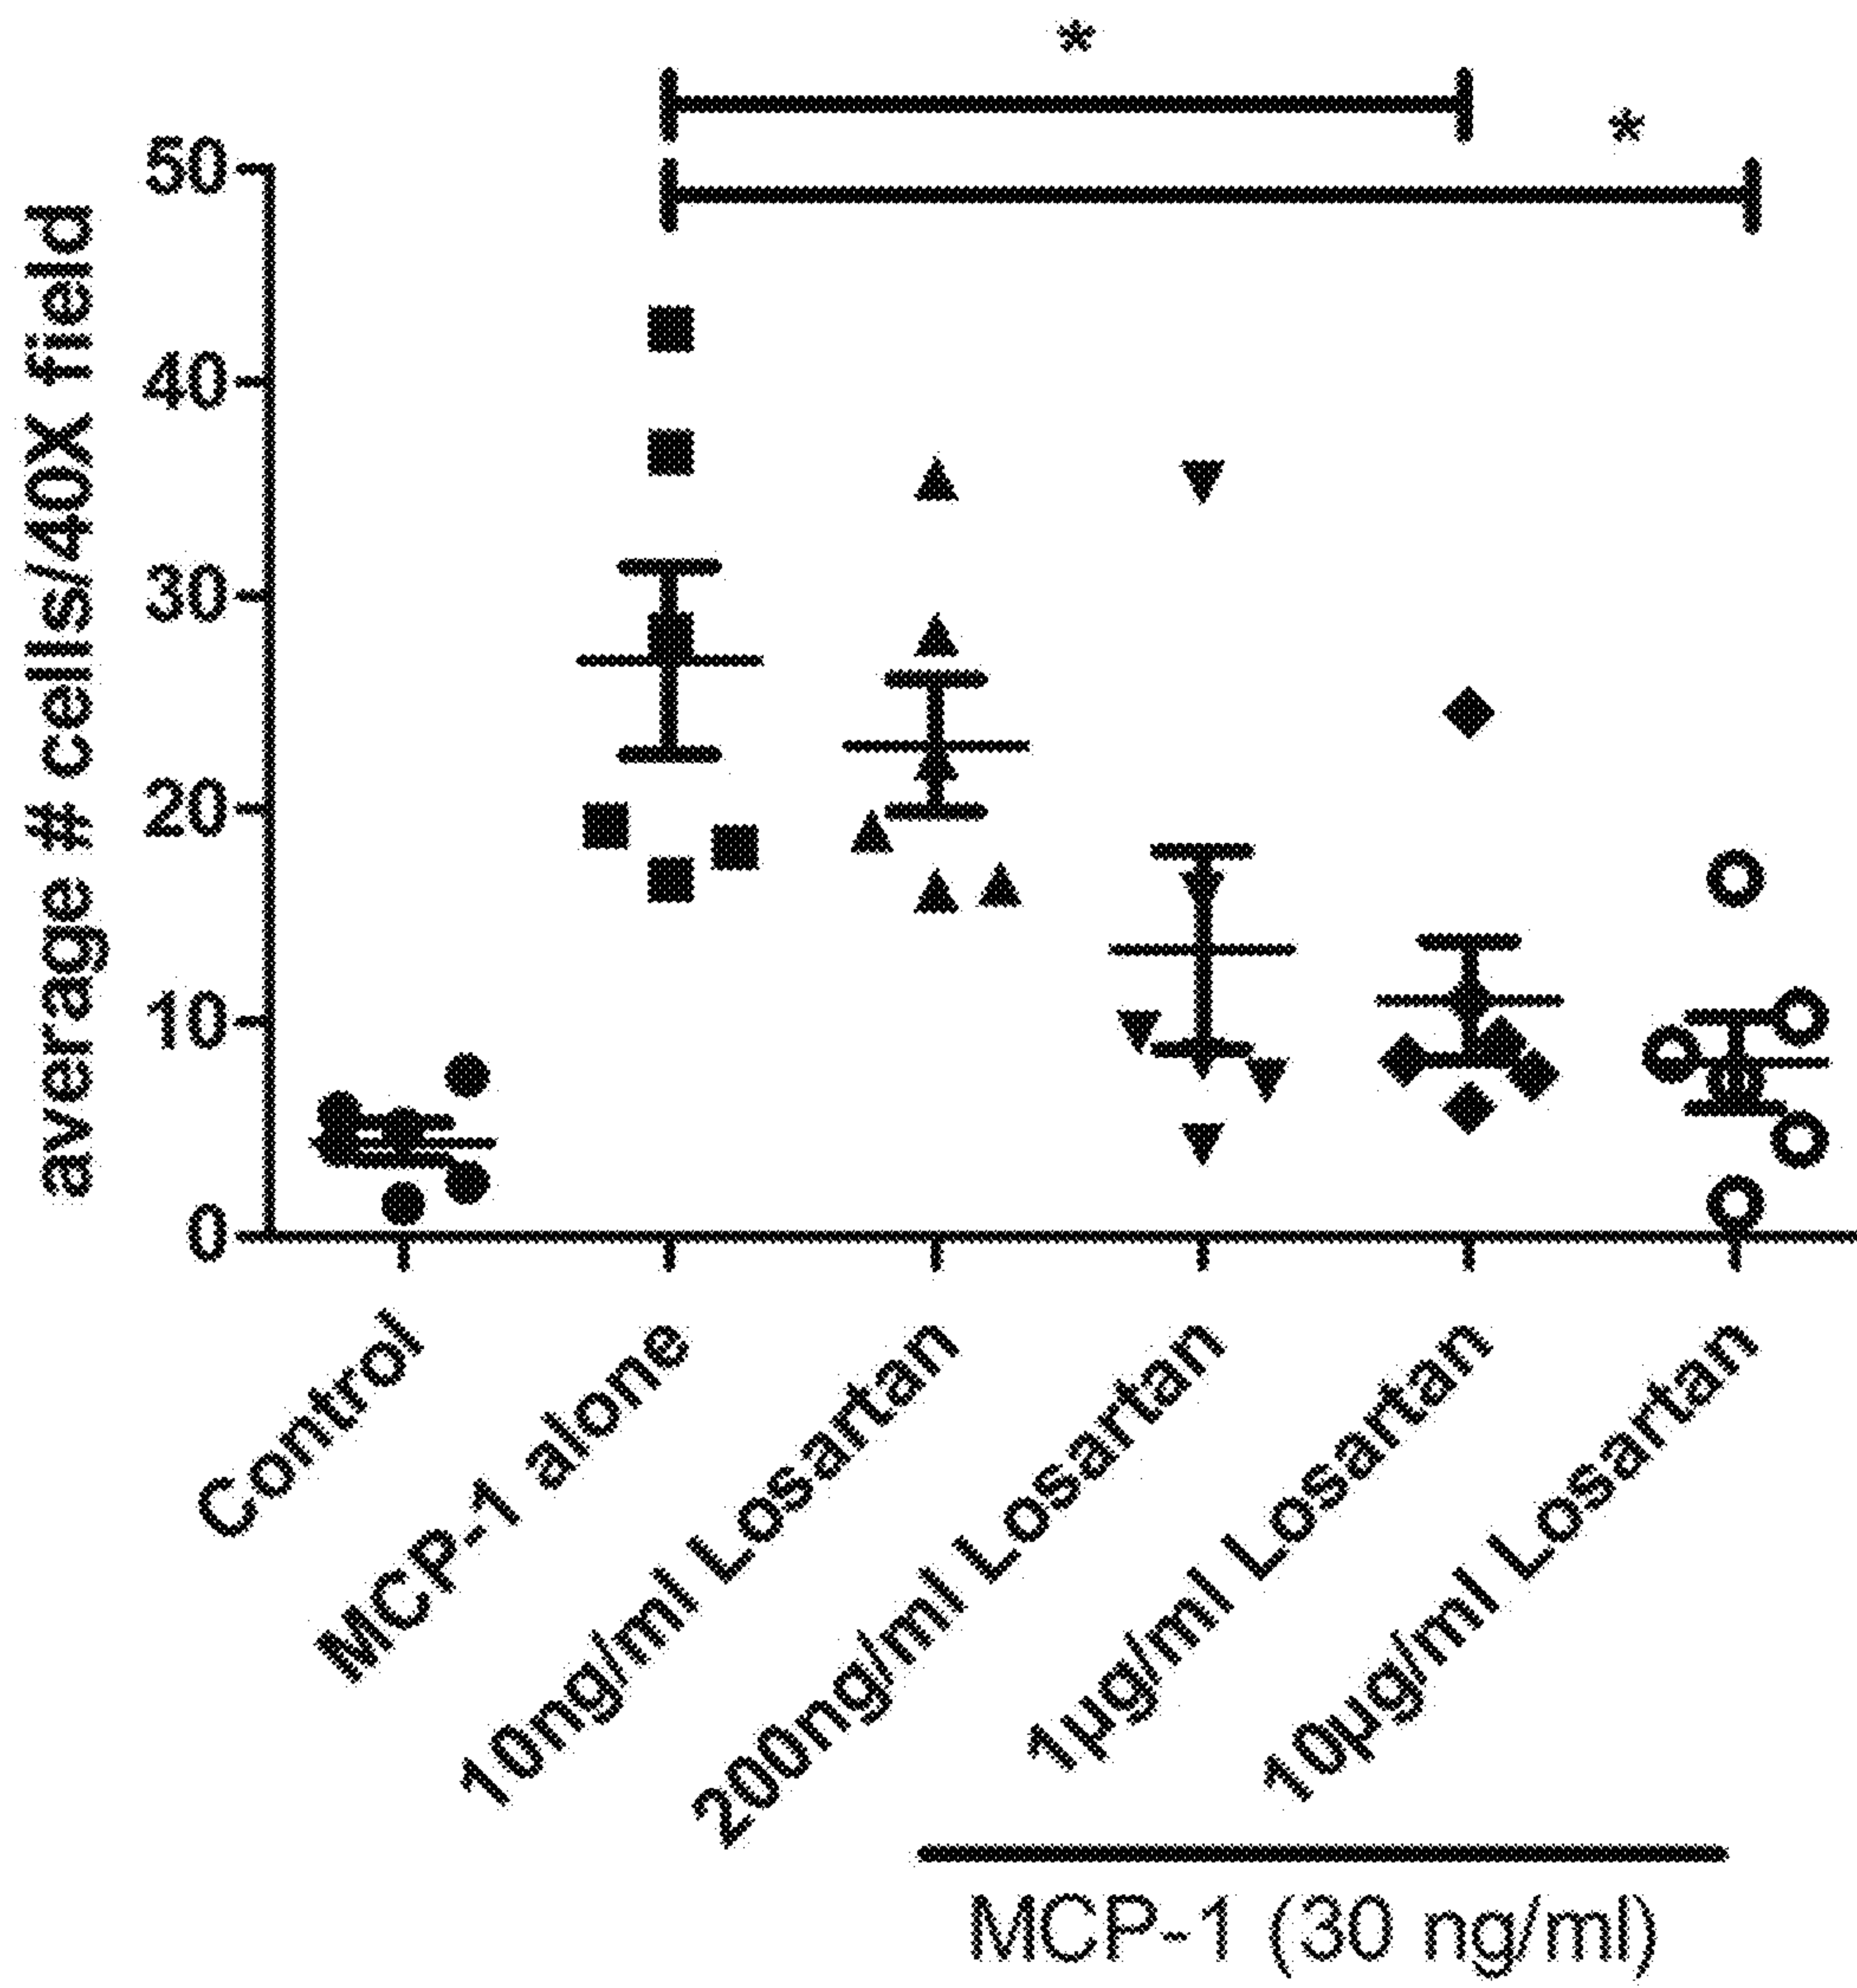 *
*
average # cells/40X field
50
40
30
20
10
0
Control
MCP-1 alone
10ng/ml Losartan
200ng/ml Losartan
1µg/ml Losartan
10µg/ml Losartan
MCP-1 (30 ng/ml)